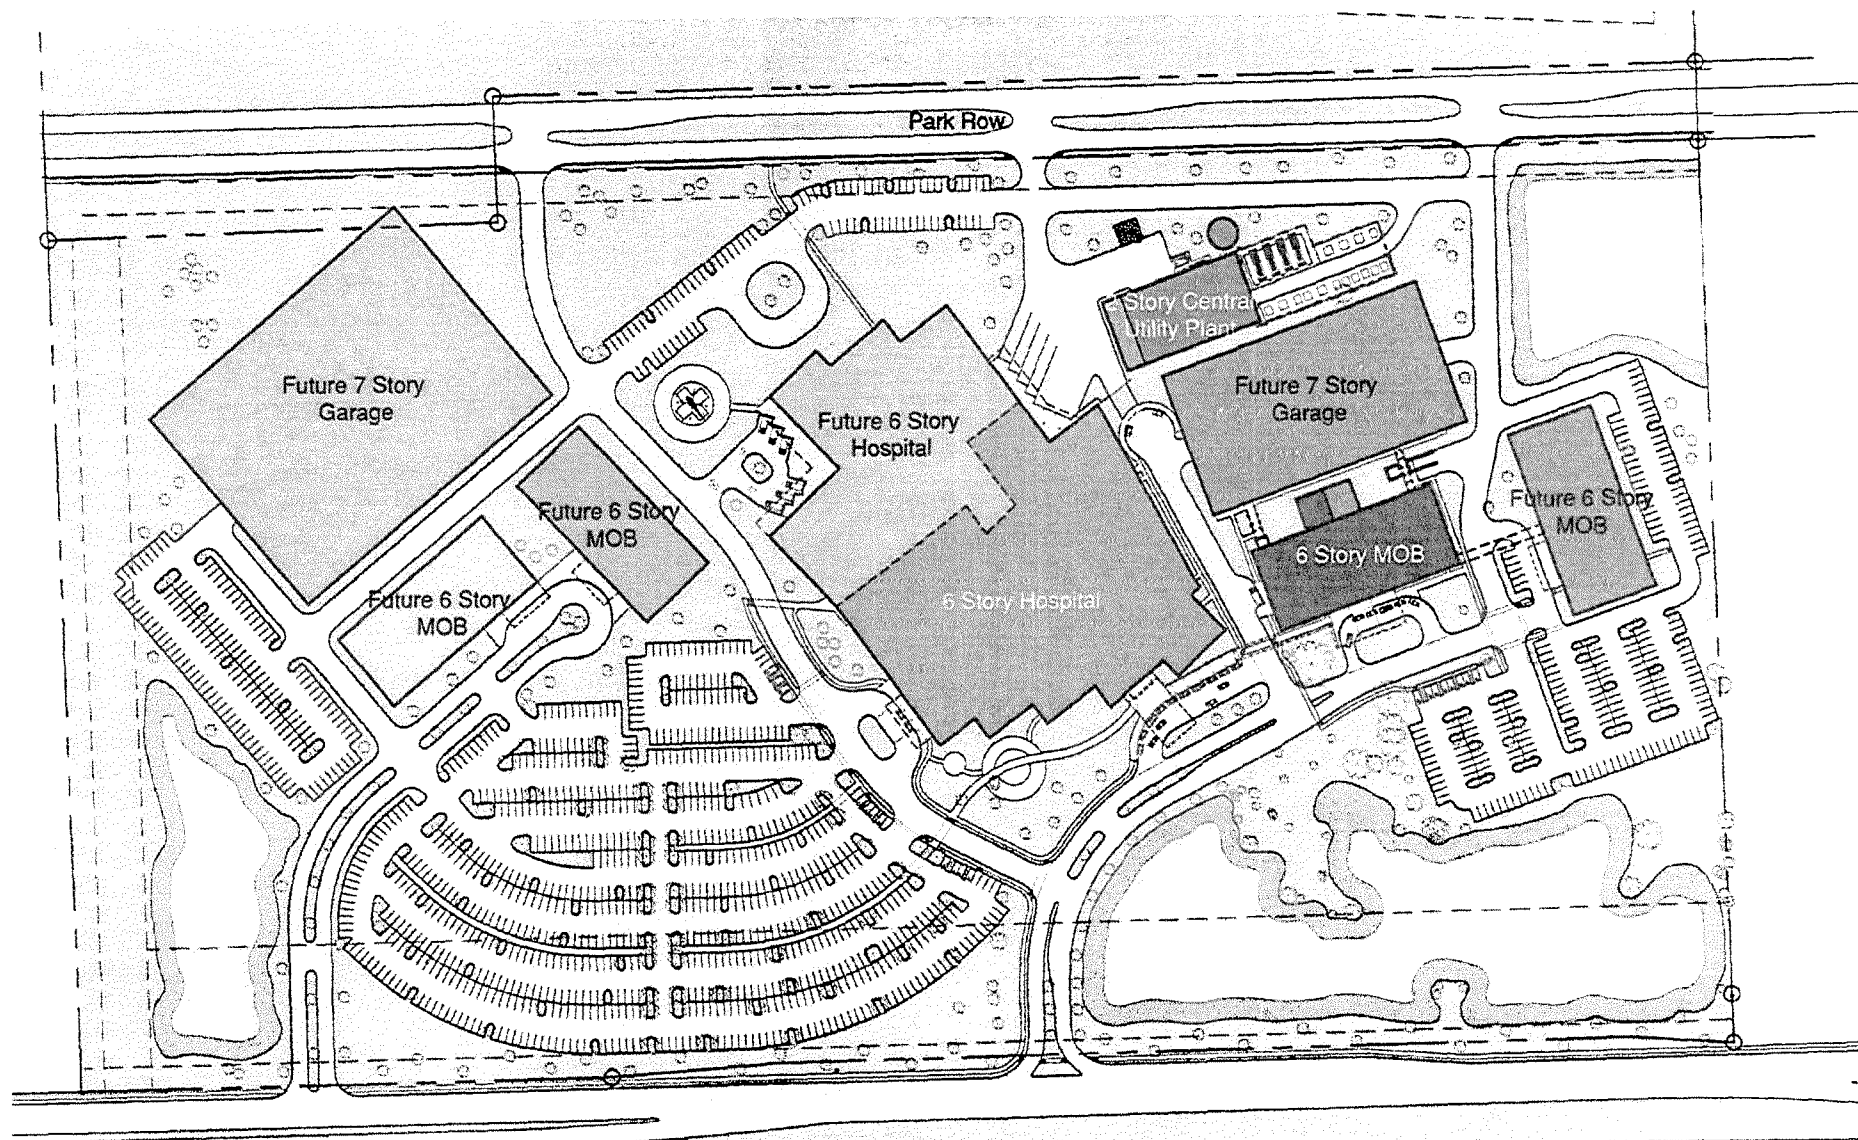 Park Row
Story Central
Utility Plant
Future 7 Story
Garage
Future 7 Story
Garage
Future 6 Story
Hospital
Future 6 Story
MOB
Future 6 Story
MOB
6 Story MOB
Future 6 Story
MOB
6 Story Hospital